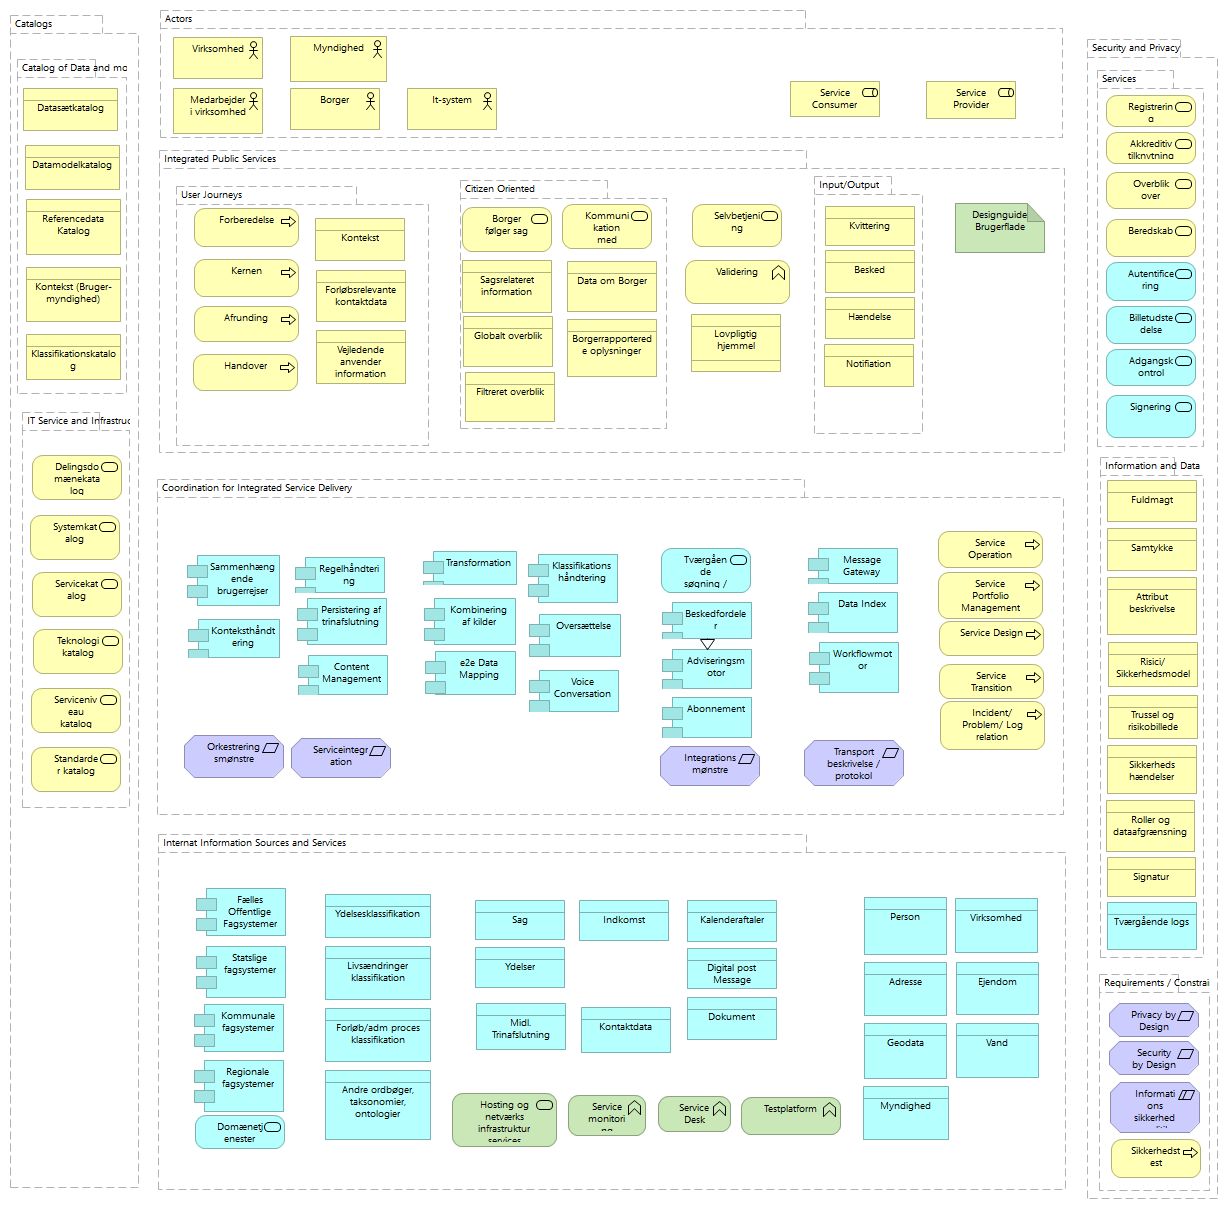 Catalogs
Catalog of Data and mo
Datasætkatalog
Datamodelkatalog
Referencedata
Katalog
Kontekst (Bruger-
myndighed)
Klassifikationskatalo
g
IT Service and Infrastruc
Delingsdo
mænekata
log
Systemkat
alog
Servicekat
alog
Teknologi
katalog
Serviceniv
eau
katalog
Standarde
r katalog
Actors
Virksomhed
Myndighed
Medarbejder
i virksomhed
Borger
It-system
Service
Consumer
Service
Provider
Integrated Public Services
User Journeys
Forberedelse
Kernen
Afrunding
Handover
Kontekst
Forløbsrelevante
kontaktdata
Vejledende
anvender
information
Citizen Oriented
Borger
følger sag
Kommuni
kation
med
Sagsrelateret
information
Data om Borger
Globalt overblik
Borgerrapportered
e oplysninger
Filtreret overblik
Selvbetjeni
ng
Validering
Lovpligtig
hjemmel
Input/Output
Kvittering
Besked
Hændelse
Notifiation
Designguide
Brugerflade
Coordination for Integrated Service Delivery
Sammenhæng
ende
brugerrejser
Konteksthåndt
ering
Regelhåndteri
ng
Persistering af
trinafslutning
Content
Management
Transformation
Kombinering
af kilder
e2e Data
Mapping
Klassifikations
håndtering
Oversættelse
Voice
Conversation
Tværgåen
de
søgning /
Beskedfordele
r
Adviseringsm
otor
Abonnement
Message
Gateway
Data Index
Workflowmot
or
Service
Operation
Service
Portfolio
Management
Service Design
Service
Transition
Incident/
Problem/ Log
relation
Orkestrering
smønstre
Serviceintegr
ation
Integrations
mønstre
Transport
beskrivelse /
protokol
Internat Information Sources and Services
Fælles
Offentlige
Fagsystemer
Statslige
fagsystemer
Kommunale
fagsystemer
Regionale
fagsystemer
Domænetj
enester
Ydelsesklassifikation
Livsændringer
klassifikation
Forløb/adm proces
klassifikation
Andre ordbøger,
taksonomier,
ontologier
Sag
Ydelser
Midl.
Trinafslutning
Indkomst
Kontaktdata
Kalenderaftaler
Digital post
Message
Dokument
Hosting og
netværks
infrastruktur
services
Service
monitori
ng
Service
Desk
Testplatform
Person
Virksomhed
Adresse
Ejendom
Geodata
Vand
Myndighed
Security and Privacy
Services
Registrerin
g
Akkreditiv
tilknytning
Overblik
over
Beredskab
Autentifice
ring
Billetudste
delse
Adgangsk
ontrol
Signering
Information and Data
Fuldmagt
Samtykke
Attribut
beskrivelse
Risici/
Sikkerhedsmodel
Trussel og
risikobillede
Sikkerheds
hændelser
Roller og
dataafgrænsning
Signatur
Tværgående logs
Requirements / Constrai
Privacy by
Design
Security
by Design
Informati
ons
sikkerhed
Sikkerhedst
est